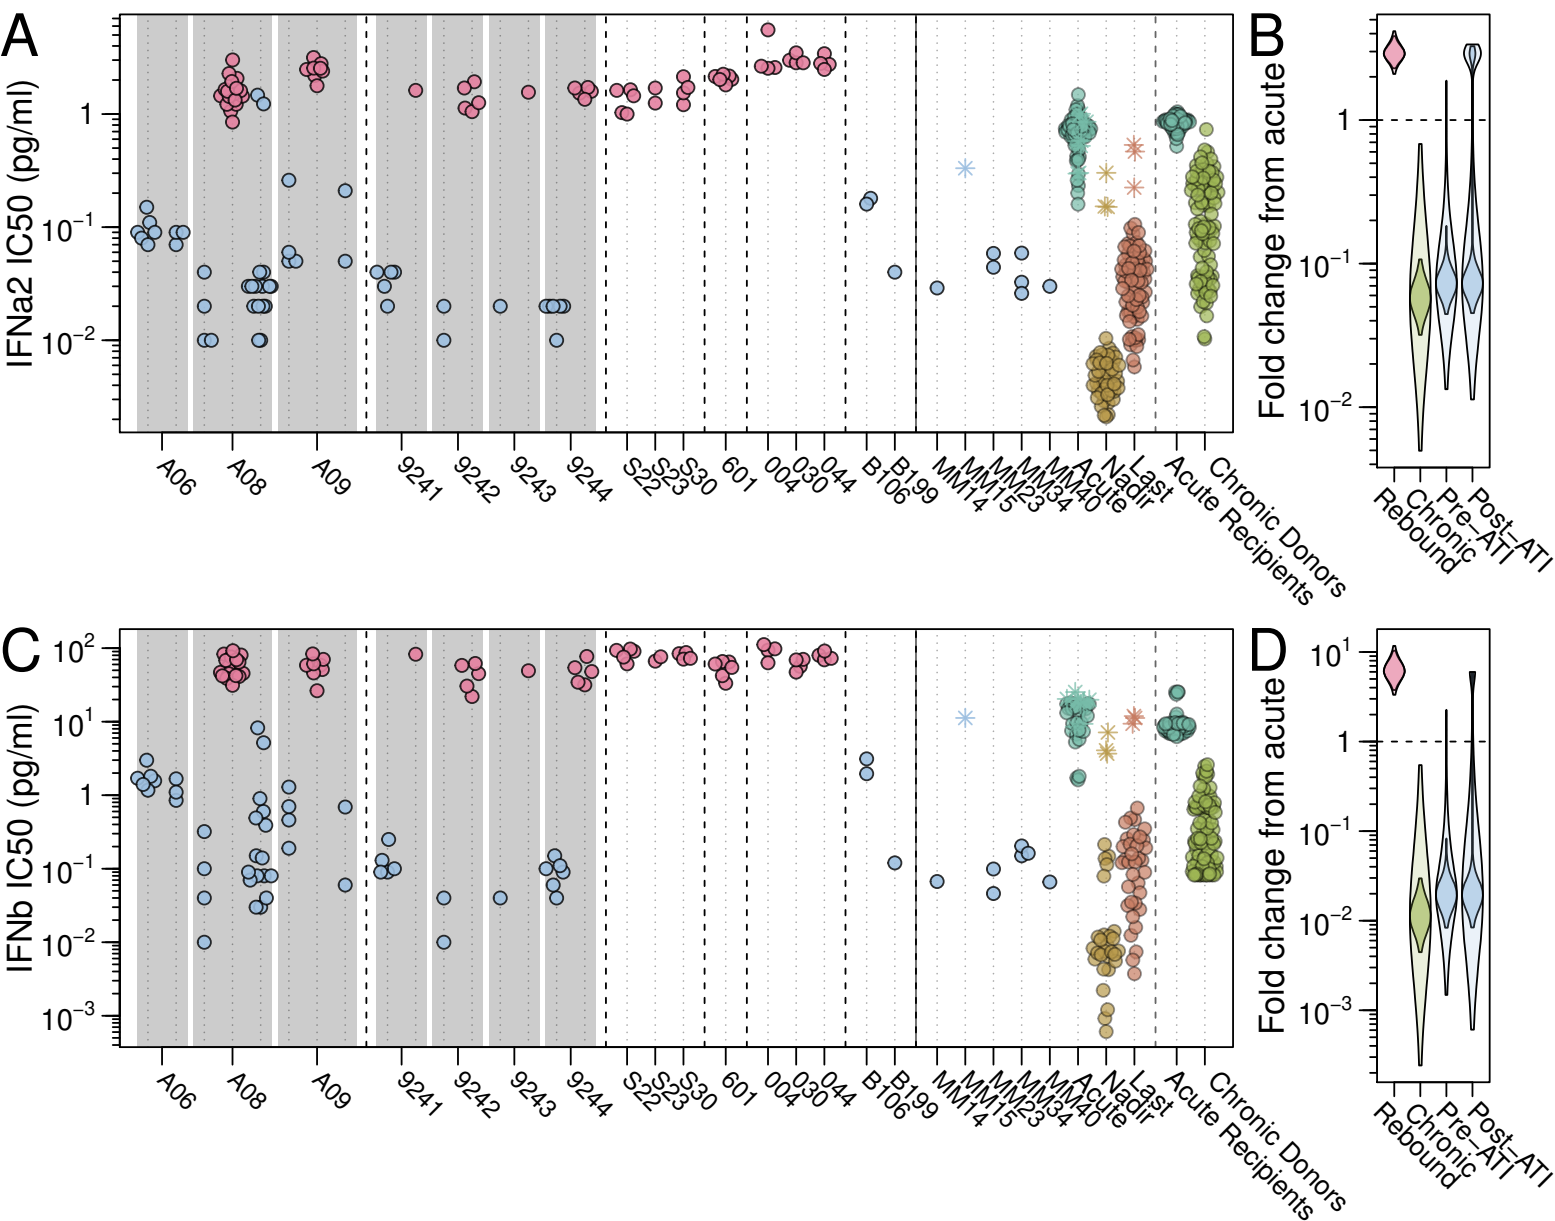 A
IFNa2 IC50 (pg/ml)
1
10−1
10−2
A06
A08
A09
9241
9242
9243
9244
S22
S23
S30
601
004
030
044
B106
B199
MM14
MM15
MM23
MM34
MM40
Acute
Nadir
Last
Acute Recipients
Chronic Donors
B
Fold change from acute
1
10−1
10−2
Rebound
Chronic
Pre−ATI
Post−ATI
C
IFNb IC50 (pg/ml)
102
101
1
10−1
10−2
10−3
A06
A08
A09
9241
9242
9243
9244
S22
S23
S30
601
004
030
044
B106
B199
MM14
MM15
MM23
MM34
MM40
Acute
Nadir
Last
Acute Recipients
Chronic Donors
D
Fold change from acute
101
1
10−1
10−2
10−3
Rebound
Chronic
Pre−ATI
Post−ATI